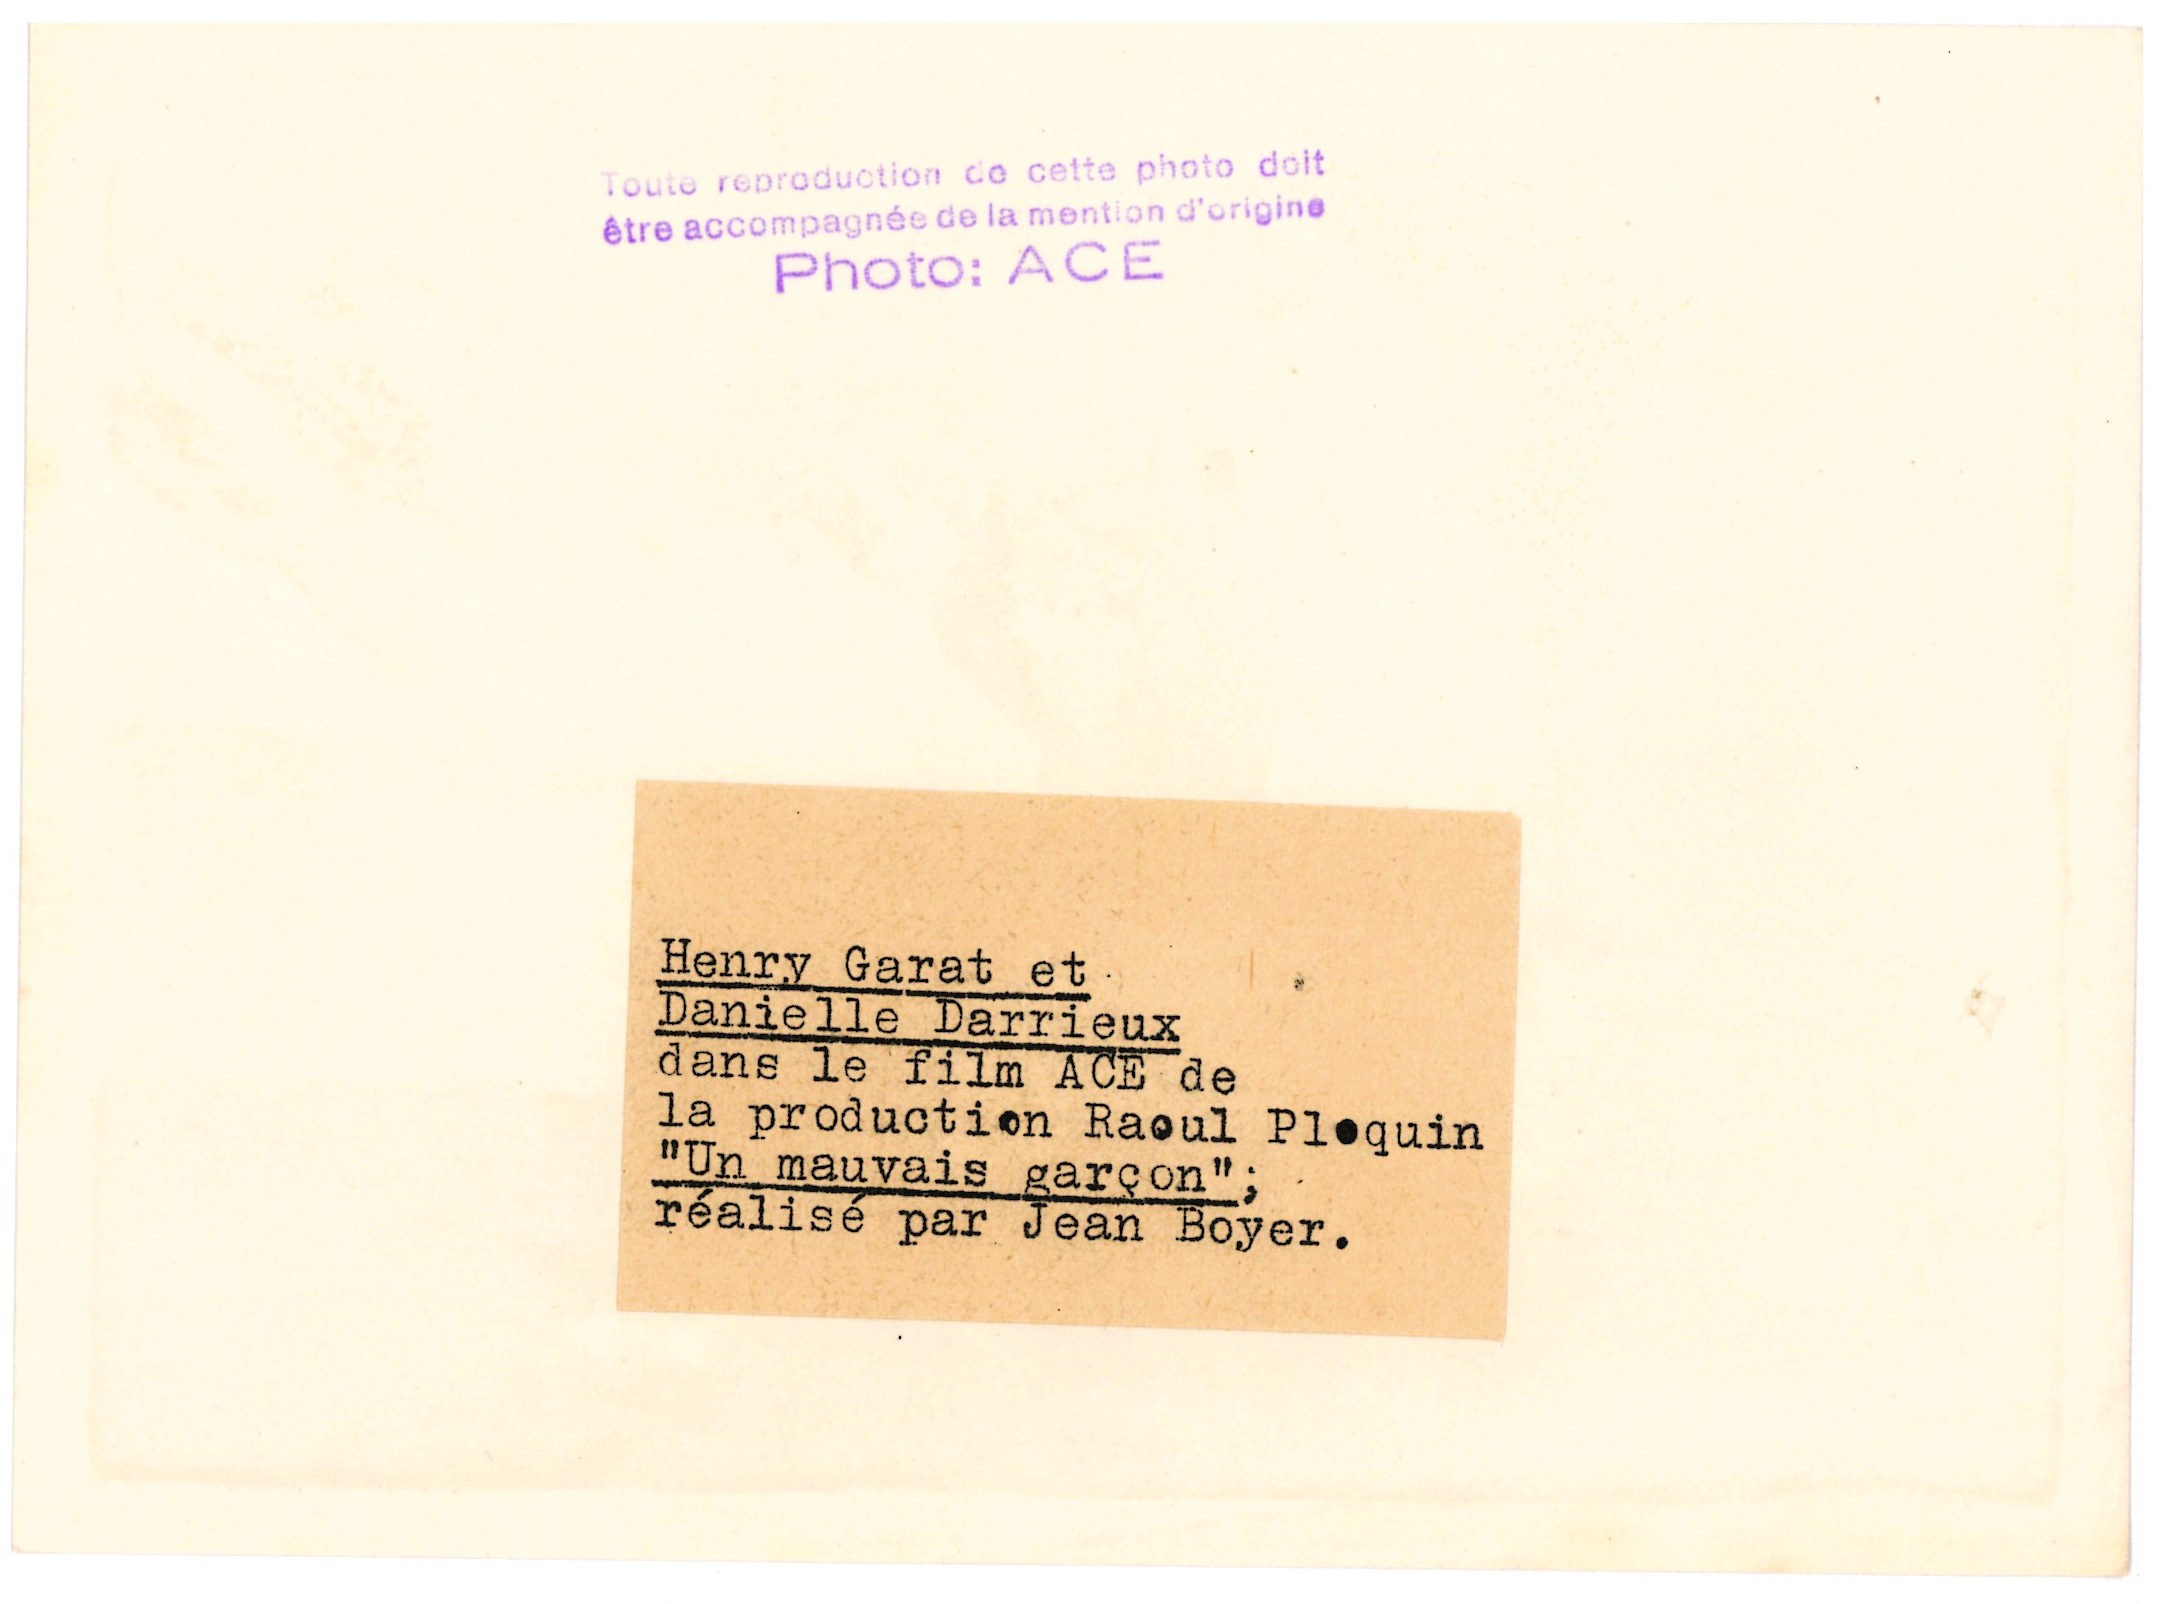 Toute reproduction de cette photo doit
être accompagnée de la mention d'origine
Photo: ACE
Henry Garat et
Danielle Darrieux
dans le film ACE de
la production Raoul Ploquin
"Un mauvais garçon";
réalisé par Jean Boyer.